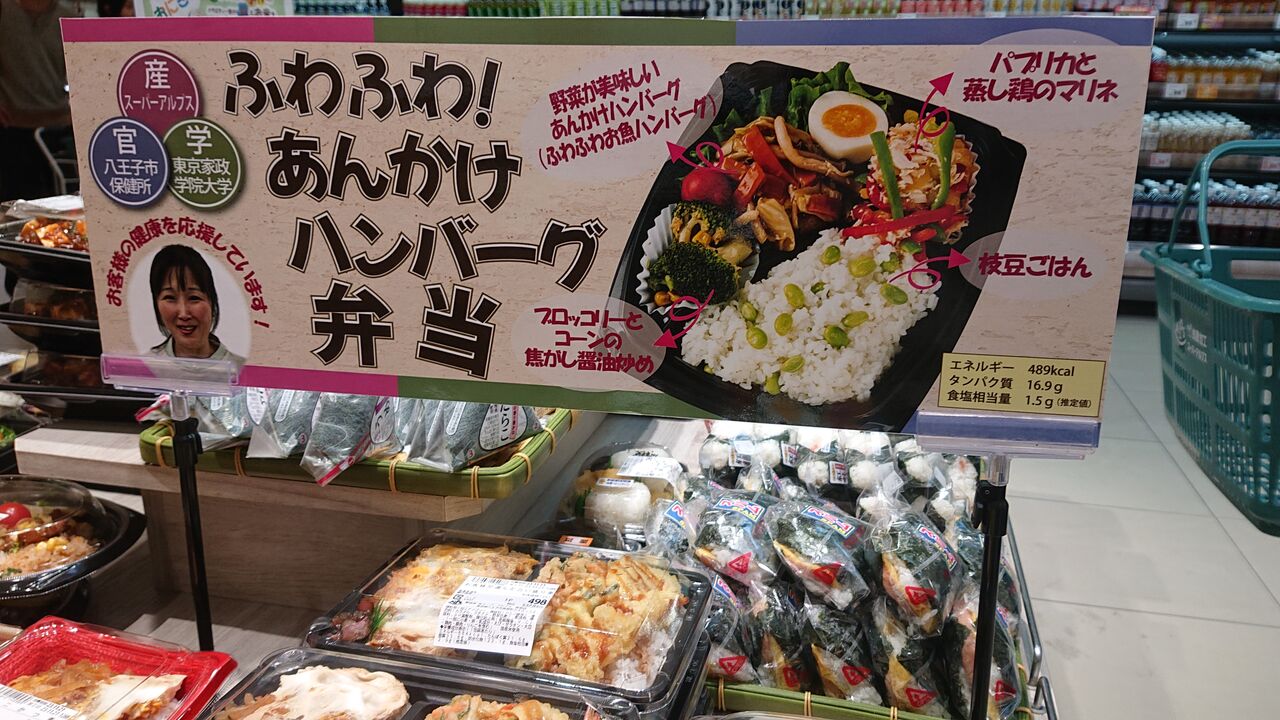 産
スーパーアルプス
官
八王子市
保健所
学
東京家政
学院大学
お客様の健康を応援しています!
ふわふわ!
あんかけ
ハンバーグ
弁当
野菜が美味しい
あんかけハンバーグ
(ふわふわお魚ハンバーグ)
パプリカと
蒸し鶏のマリネ
枝豆ごはん
ブロッコリーと
コーンの
焦がし醤油炒め
エネルギー 489kcal
タンパク質 16.9g
食塩相当量 1.5g(推定値)
498